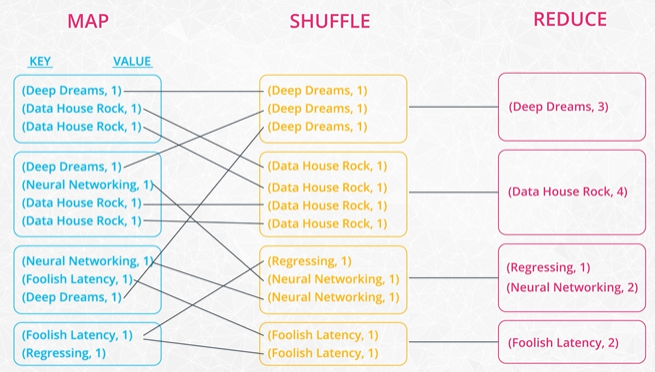 MAP
SHUFFLE
REDUCE
KEY
VALUE
(Deep Dreams, 1)
(Data House Rock, 1)
(Data House Rock, 1)
(Deep Dreams, 1)
(Neural Networking, 1)
(Data House Rock, 1)
(Data House Rock, 1)
(Neural Networking, 1)
(Foolish Latency, 1)
(Deep Dreams, 1)
(Foolish Latency, 1)
(Regressing, 1)
(Deep Dreams, 1)
(Deep Dreams, 1)
(Deep Dreams, 1)
(Data House Rock, 1)
(Data House Rock, 1)
(Data House Rock, 1)
(Data House Rock, 1)
(Regressing, 1)
(Neural Networking, 1)
(Neural Networking, 1)
(Foolish Latency, 1)
(Foolish Latency, 1)
(Deep Dreams, 3)
(Data House Rock, 4)
(Regressing, 1)
(Neural Networking, 2)
(Foolish Latency, 2)